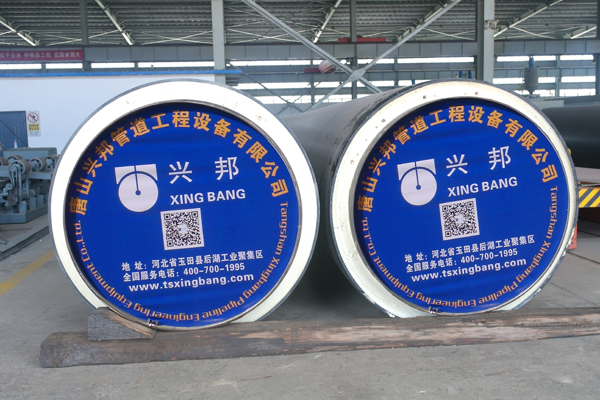 唐山兴邦管道工程设备有限公司
兴邦
XING BANG
地 址：河北省玉田县后湖工业聚集区
全国服务电话：400-700-1995
www.tsxingbang.com
Tangshan Xingbang Pipeline Engineering Equipment Co.,LTD
唐山兴邦管道工程设备有限公司
兴邦
XING BANG
地 址：河北省玉田县后湖工业聚集区
全国服务电话：400-700-1995
www.tsxingbang.com
Tangshan Xingbang Pipeline Engineering Equipment Co.,LTD